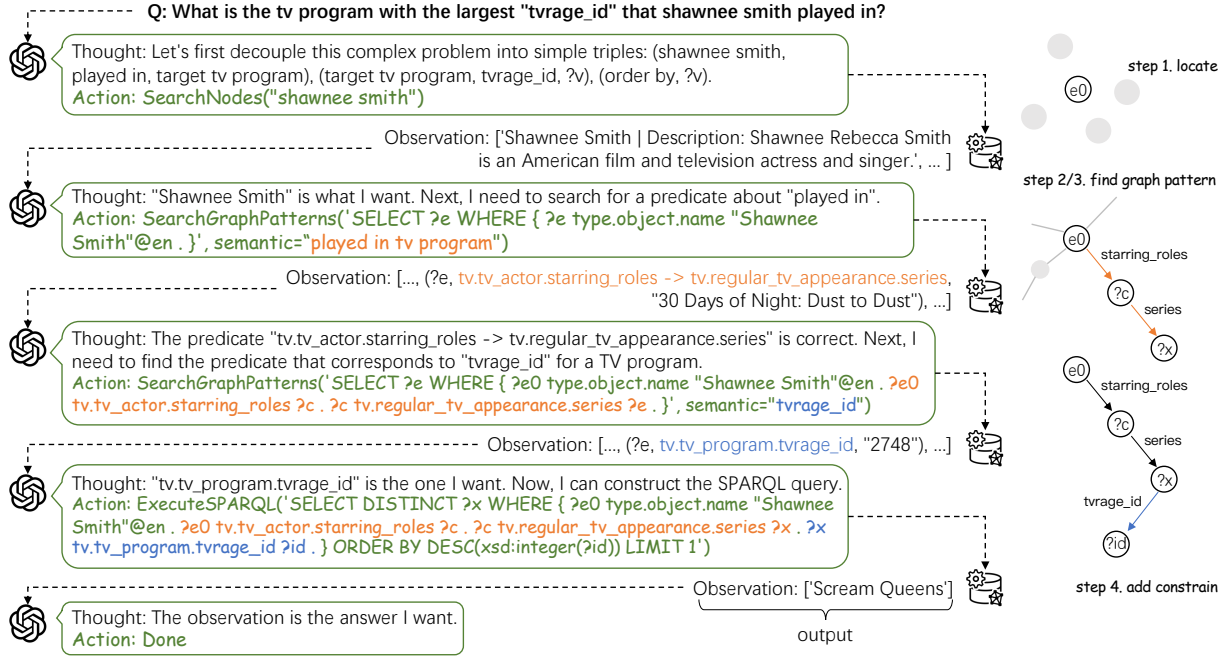 Q: What is the tv program with the largest "tvrage_id" that shawnee smith played in?
Thought: Let's first decouple this complex problem into simple triples: (shawnee smith,
played in, target tv program), (target tv program, tvrage_id, ?v), (order by, ?v).
Action: SearchNodes("shawnee smith")
step 1. locate
e0
Observation: ['Shawnee Smith | Description: Shawnee Rebecca Smith
is an American film and television actress and singer.', ... ]
step 2/3. find graph pattern
Thought: "Shawnee Smith" is what I want. Next, I need to search for a predicate about "played in".
Action: SearchGraphPatterns('SELECT ?e WHERE { ?e type.object.name "Shawnee
Smith"@en . }', semantic="played in tv program")
e0
starring_roles
?c
series
?x
Observation: [..., (?e, tv.tv_actor.starring_roles -> tv.regular_tv_appearance.series,
"30 Days of Night: Dust to Dust"), ...]
Thought: The predicate "tv.tv_actor.starring_roles -> tv.regular_tv_appearance.series" is correct. Next, I
need to find the predicate that corresponds to "tvrage_id" for a TV program.
Action: SearchGraphPatterns('SELECT ?e WHERE { ?e0 type.object.name "Shawnee Smith"@en . ?e0
tv.tv_actor.starring_roles ?c . ?c tv.regular_tv_appearance.series ?e . }', semantic="tvrage_id")
e0
starring_roles
?c
series
?x
tvrage_id
?id
Observation: [..., (?e, tv.tv_program.tvrage_id, "2748"), ...]
Thought: "tv.tv_program.tvrage_id" is the one I want. Now, I can construct the SPARQL query.
Action: ExecuteSPARQL('SELECT DISTINCT ?x WHERE { ?e0 type.object.name "Shawnee
Smith"@en . ?e0 tv.tv_actor.starring_roles ?c . ?c tv.regular_tv_appearance.series ?x . ?x
tv.tv_program.tvrage_id ?id . } ORDER BY DESC(xsd:integer(?id)) LIMIT 1')
step 4. add constrain
Observation: ['Scream Queens']
output
Thought: The observation is the answer I want.
Action: Done